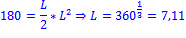 180 = L/2 * L² ⇒ L = 360^(1/3) = 7,11